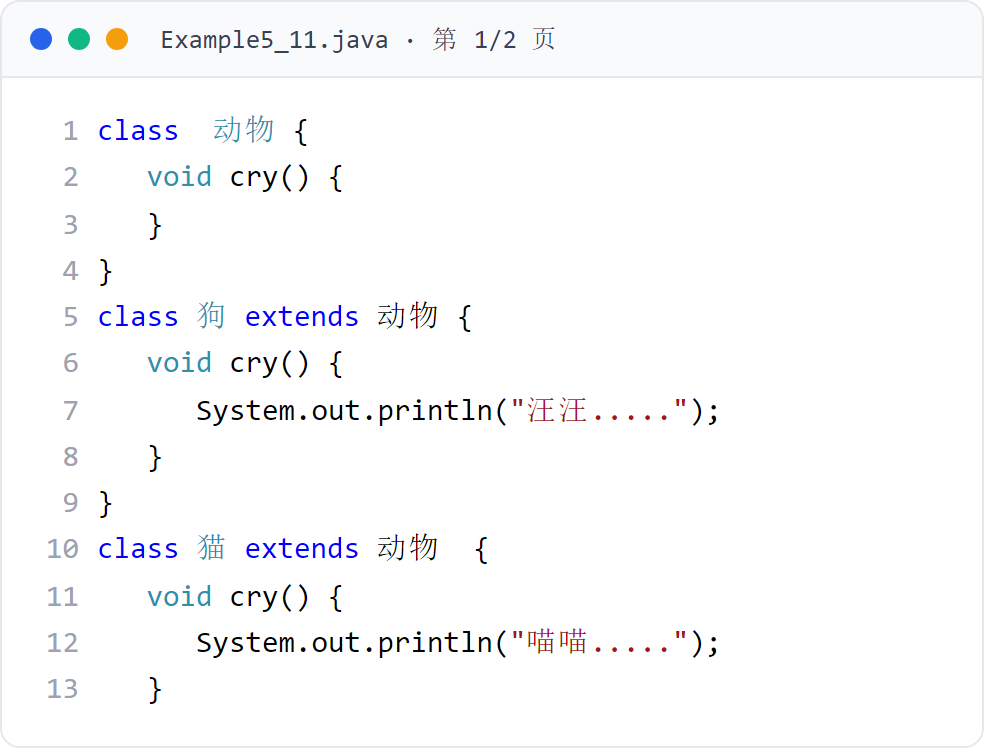 Example5_11.java · 第 1/2 页
1 class  动物 {
2    void cry() {
3    }
4 }
5 class 狗 extends 动物 {
6    void cry() {
7       System.out.println("汪汪.....");
8    }
9 }
10 class 猫 extends 动物  {
11    void cry() {
12       System.out.println("喵喵.....");
13    }